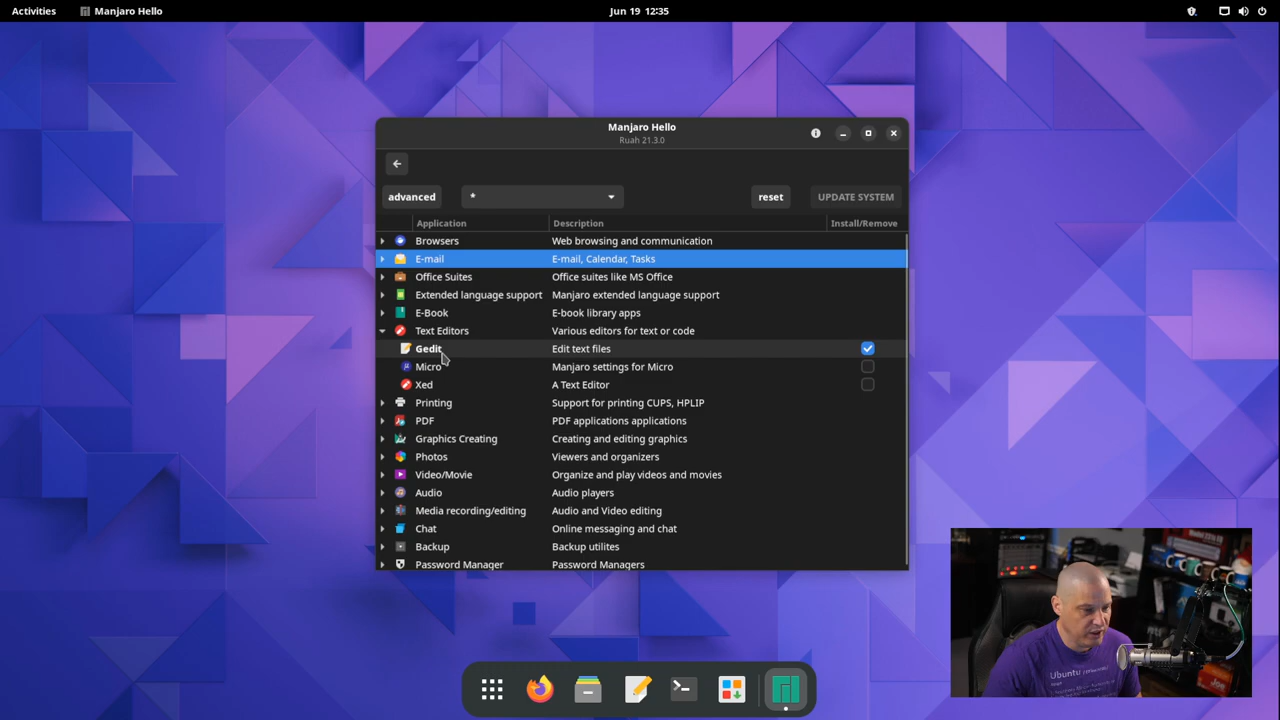 Activities Manjaro Hello Jun 19 12:35
Manjaro Hello
Ruah 21.3.0
advanced * reset UPDATE SYSTEM
Application Description Install/Remove
Browsers Web browsing and communication
E-mail E-mail, Calendar, Tasks
Office Suites Office suites like MS Office
Extended language support Manjaro extended language support
E-Book E-book library apps
Text Editors Various editors for text or code
Gedit Edit text files
Micro Manjaro settings for Micro
Xed A Text Editor
Printing Support for printing CUPS, HPLIP
PDF PDF applications applications
Graphics Creating Creating and editing graphics
Photos Viewers and organizers
Video/Movie Organize and play videos and movies
Audio Audio players
Media recording/editing Audio and Video editing
Chat Online messaging and chat
Backup Backup utilites
Password Manager Password Managers
Ubuntu